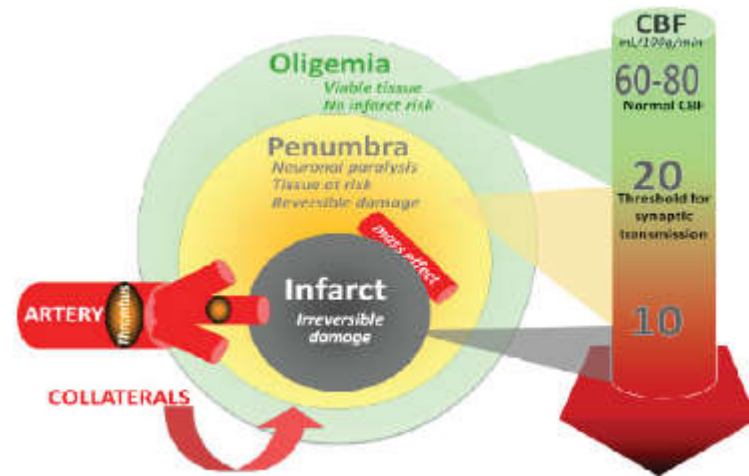 Oligemia
Viable tissue
No infarct risk
Penumbra
Neuronal paralysis
Tissue at risk
Reversible damage
mass effect
Infarct
Irreversible
damage
ARTERY
Thrombus
COLLATERALS
CBF
mL/100g/min
60-80
Normal CBF
20
Threshold for
synaptic
transmission
10